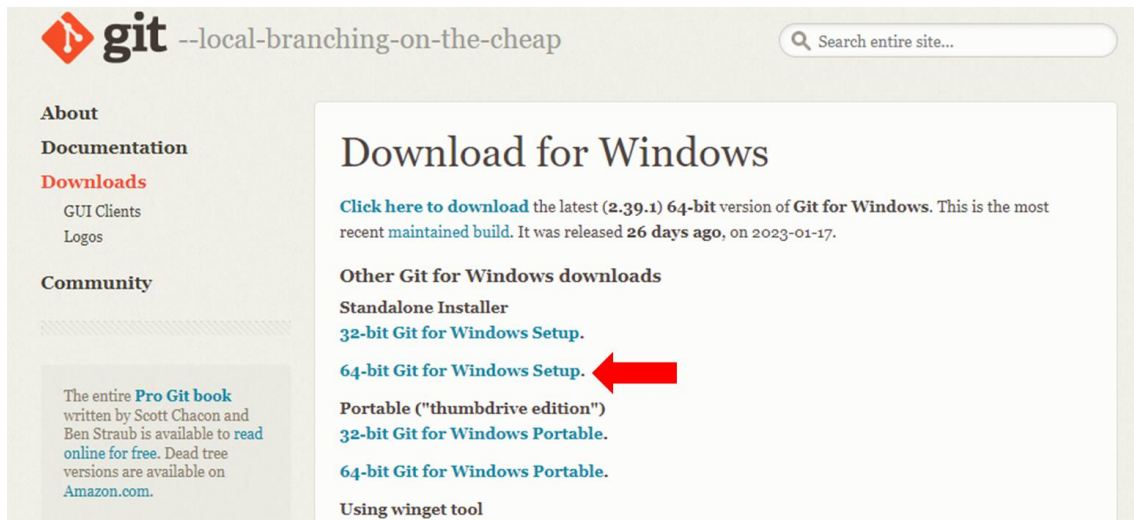 git --local-branching-on-the-cheap
Search entire site...
About
Documentation
Downloads
GUI Clients
Logos
Community
The entire Pro Git book
written by Scott Chacon and
Ben Straub is available to read
online for free. Dead tree
versions are available on
Amazon.com.
Download for Windows
Click here to download the latest (2.39.1) 64-bit version of Git for Windows. This is the most
recent maintained build. It was released 26 days ago, on 2023-01-17.
Other Git for Windows downloads
Standalone Installer
32-bit Git for Windows Setup.
64-bit Git for Windows Setup.
Portable ("thumbdrive edition")
32-bit Git for Windows Portable.
64-bit Git for Windows Portable.
Using winget tool